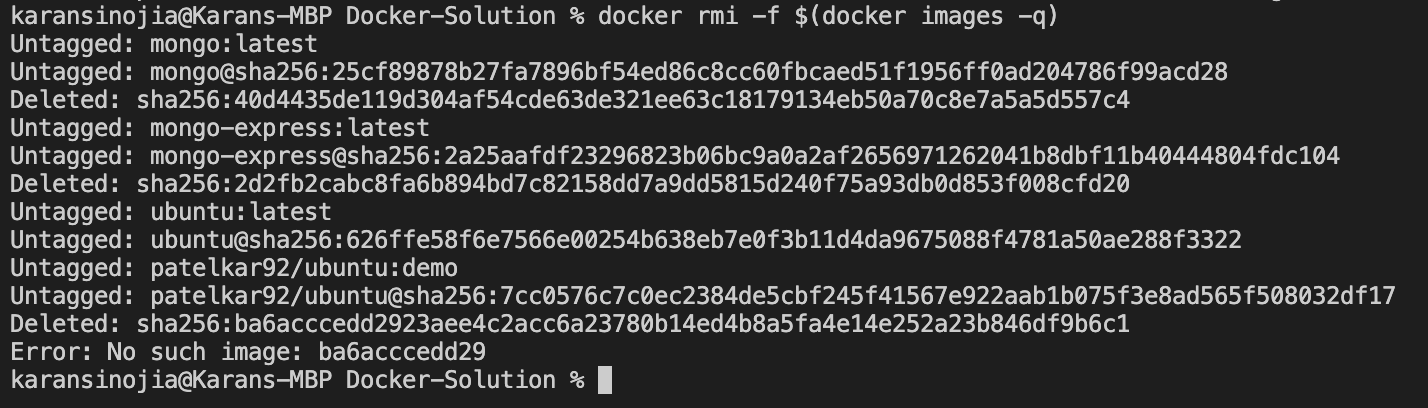 karansinojia@Karans-MBP Docker-Solution % docker rmi -f $(docker images -q)
Untagged: mongo:latest
Untagged: mongo@sha256:25cf89878b27fa7896bf54ed86c8cc60fbcaed51f1956ff0ad204786f99acd28
Deleted: sha256:40d4435de119d304af54cde63de321ee63c18179134eb50a70c8e7a5a5d557c4
Untagged: mongo-express:latest
Untagged: mongo-express@sha256:2a25aafdf23296823b06bc9a0a2af2656971262041b8dbf11b40444804fdc104
Deleted: sha256:2d2fb2cabc8fa6b894bd7c82158dd7a9dd5815d240f75a93db0d853f008cfd20
Untagged: ubuntu:latest
Untagged: ubuntu@sha256:626ffe58f6e7566e00254b638eb7e0f3b11d4da9675088f4781a50ae288f3322
Untagged: patelkar92/ubuntu:demo
Untagged: patelkar92/ubuntu@sha256:7cc0576c7c0ec2384de5cbf245f41567e922aab1b075f3e8ad565f508032df17
Deleted: sha256:ba6acccedd2923aee4c2acc6a23780b14ed4b8a5fa4e14e252a23b846df9b6c1
Error: No such image: ba6acccedd29
karansinojia@Karans-MBP Docker-Solution %